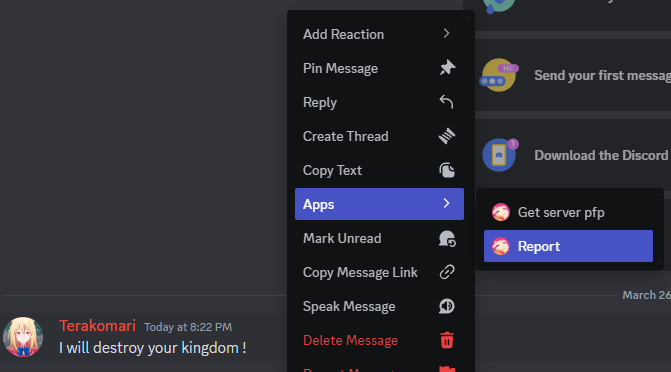 Add Reaction
Pin Message
Reply
Create Thread
Copy Text
Apps
Mark Unread
Copy Message Link
Speak Message
Delete Message
Get server pfp
Report
Hi!
Send your first messag
1
Download the Discord
March 26
Terakomari Today at 8:22 PM
I will destroy your kingdom !